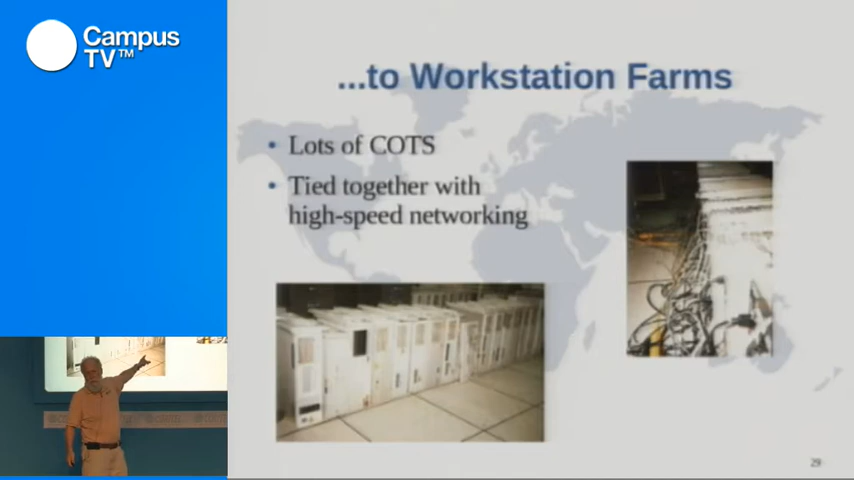 Campus
TV™
...to Workstation Farms
• Lots of COTS
• Tied together with
high-speed networking
29